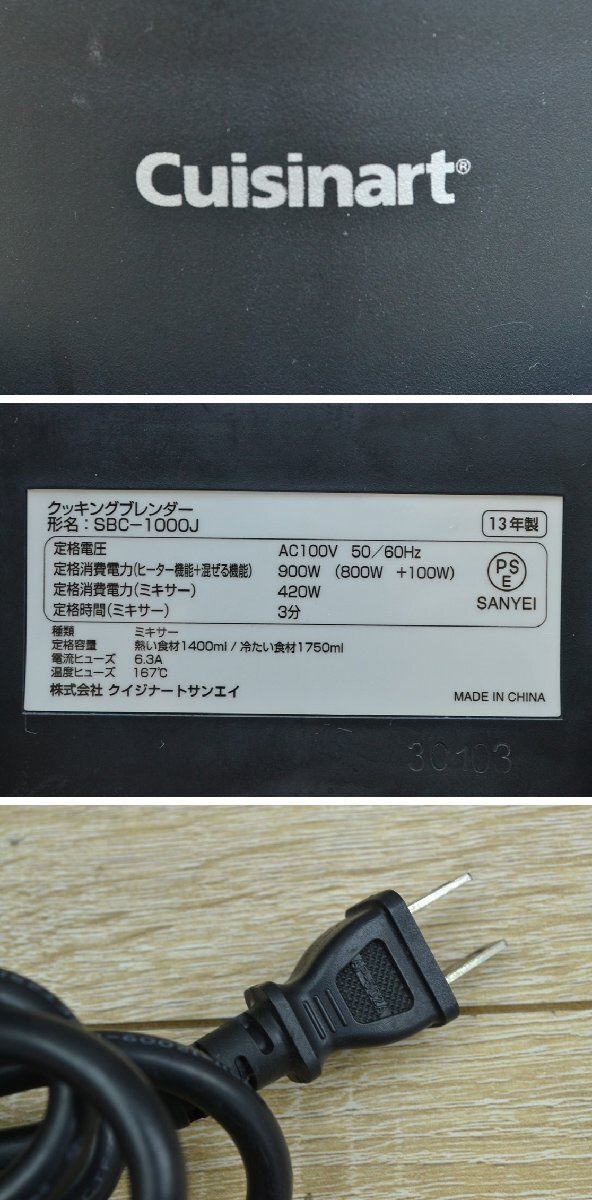 Cuisinart®
クッキングブレンダー
形名：SBC-1000J
13年製
定格電圧 AC100V 50／60Hz
定格消費電力(ヒーター機能+混ぜる機能) 900W (800W +100W)
定格消費電力(ミキサー) 420W
定格時間(ミキサー) 3分
PS
E
SANYEI
種類 ミキサー
定格容量 熱い食材1400ml / 冷たい食材1750ml
電流ヒューズ 6.3A
温度ヒューズ 167℃
株式会社 クイジナートサンエイ
MADE IN CHINA
30103